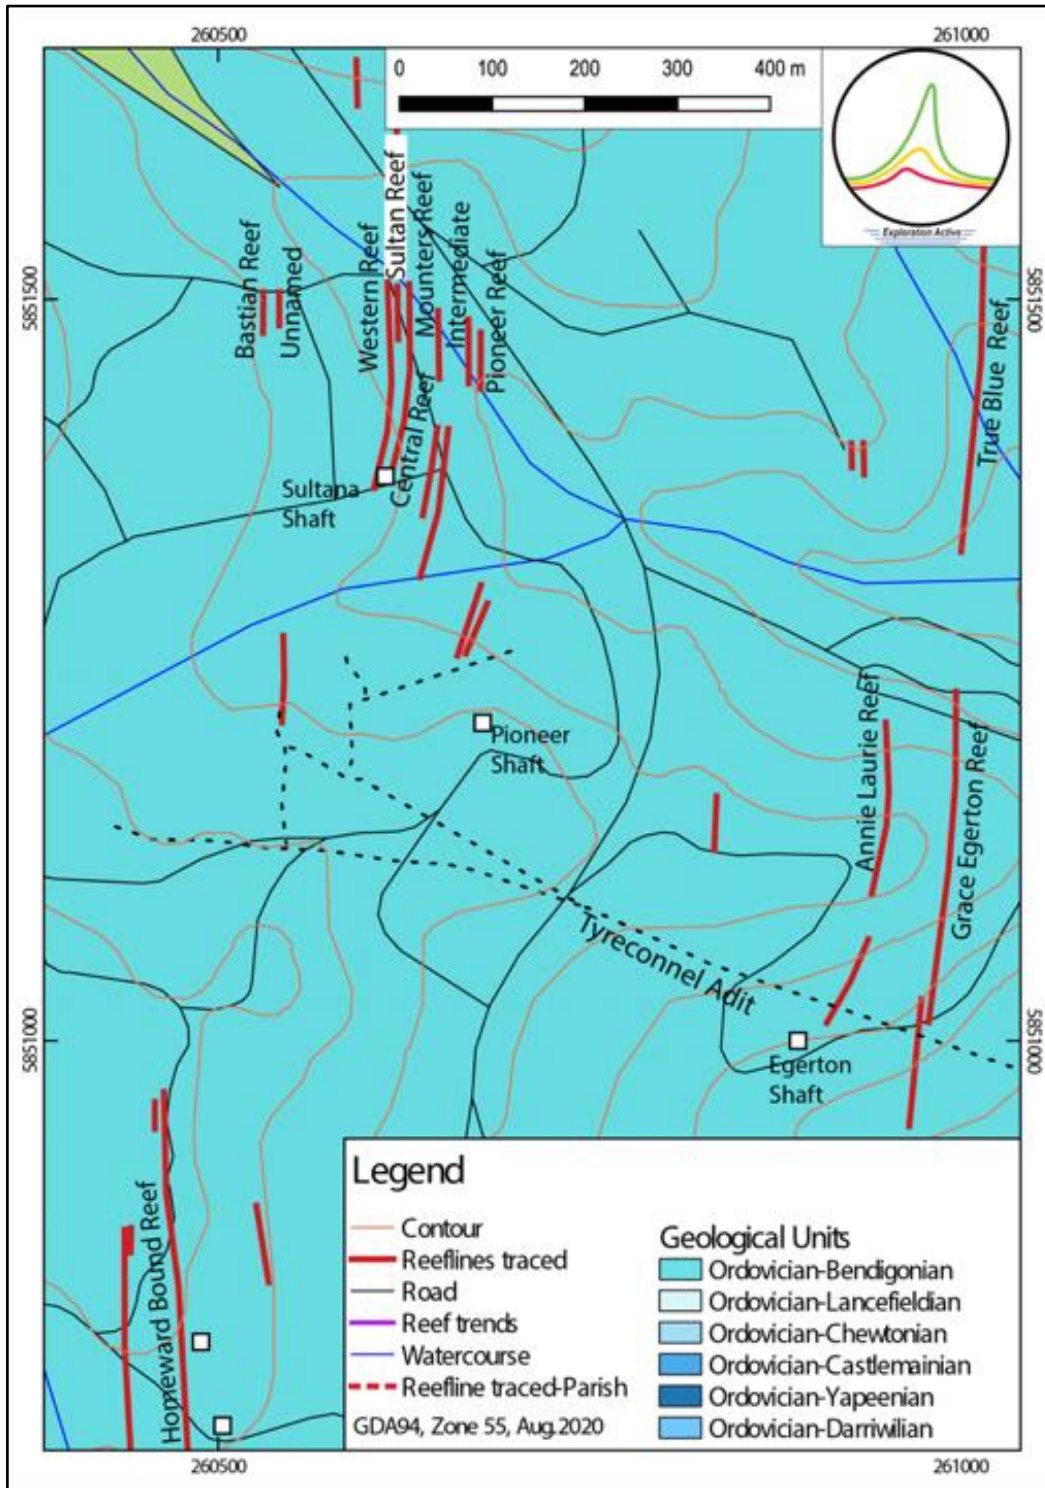 260500
261000
0 100 200 300 400 m
Exploration Active
5851500
5851500
Bastian Reef
Unnamed
Western Reef
Sultan Reef
Mounters Reef
Intermediate
Pioneer Reef
Central Reef
True Blue Reef
Sultana
Shaft
Pioneer
Shaft
Annie Laurie Reef
Grace Egerton Reef
Tyreconnel Adit
5851000
5851000
Egerton
Shaft
Homeward Bound Reef
Legend
Contour
Reeflines traced
Road
Reef trends
Watercourse
Reefline traced-Parish
GDA94, Zone 55, Aug.2020
Geological Units
Ordovician-Bendigonian
Ordovician-Lancefieldian
Ordovician-Chewtonian
Ordovician-Castlemainian
Ordovician-Yapeenian
Ordovician-Darriwilian
260500
261000